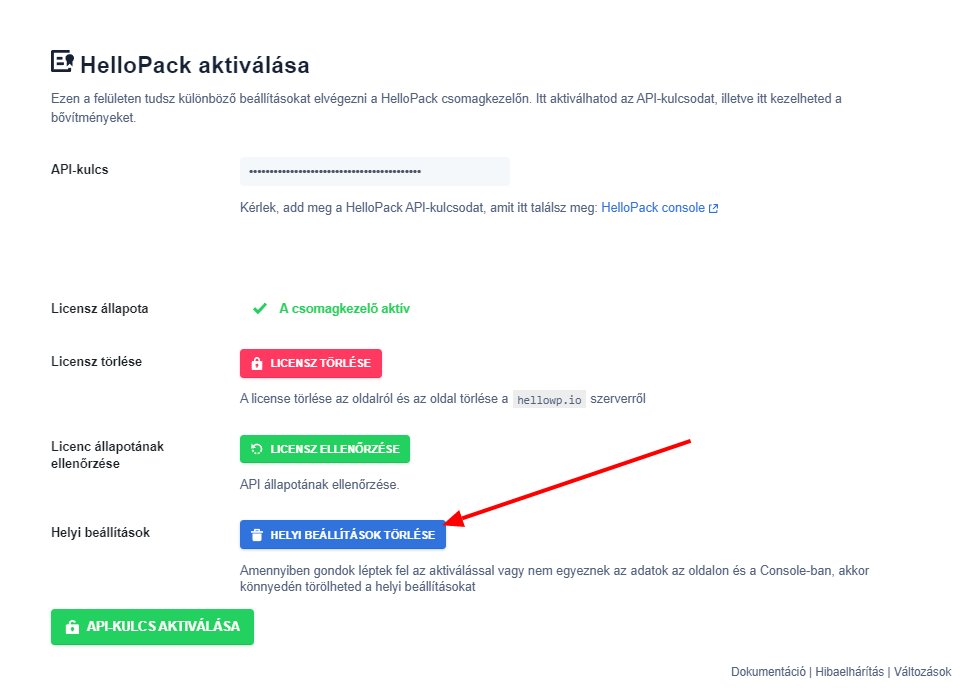 HelloPack aktiválása
Ezen a felületen tudsz különböző beállításokat elvégezni a HelloPack csomagkezelőn. Itt aktiválhatod az API-kulcsodat, illetve itt kezelheted a
bővítményeket.
API-kulcs
Kérlek, add meg a HelloPack API-kulcsodat, amit itt találsz meg: HelloPack console
Licensz állapota
A csomagkezelő aktív
Licensz törlése
LICENSZ TÖRLÉSE
A license törlése az oldalról és az oldal törlése a hellowp.io szerverről
Licenc állapotának
ellenőrzése
LICENSZ ELLENŐRZÉSE
API állapotának ellenőrzése.
Helyi beállítások
HELYI BEÁLLÍTÁSOK TÖRLÉSE
Amennyiben gondok léptek fel az aktiválással vagy nem egyeznek az adatok az oldalon és a Console-ban, akkor
könnyedén törölheted a helyi beállításokat
API-KULCS AKTIVÁLÁSA
Dokumentáció | Hibaelhárítás | Változások